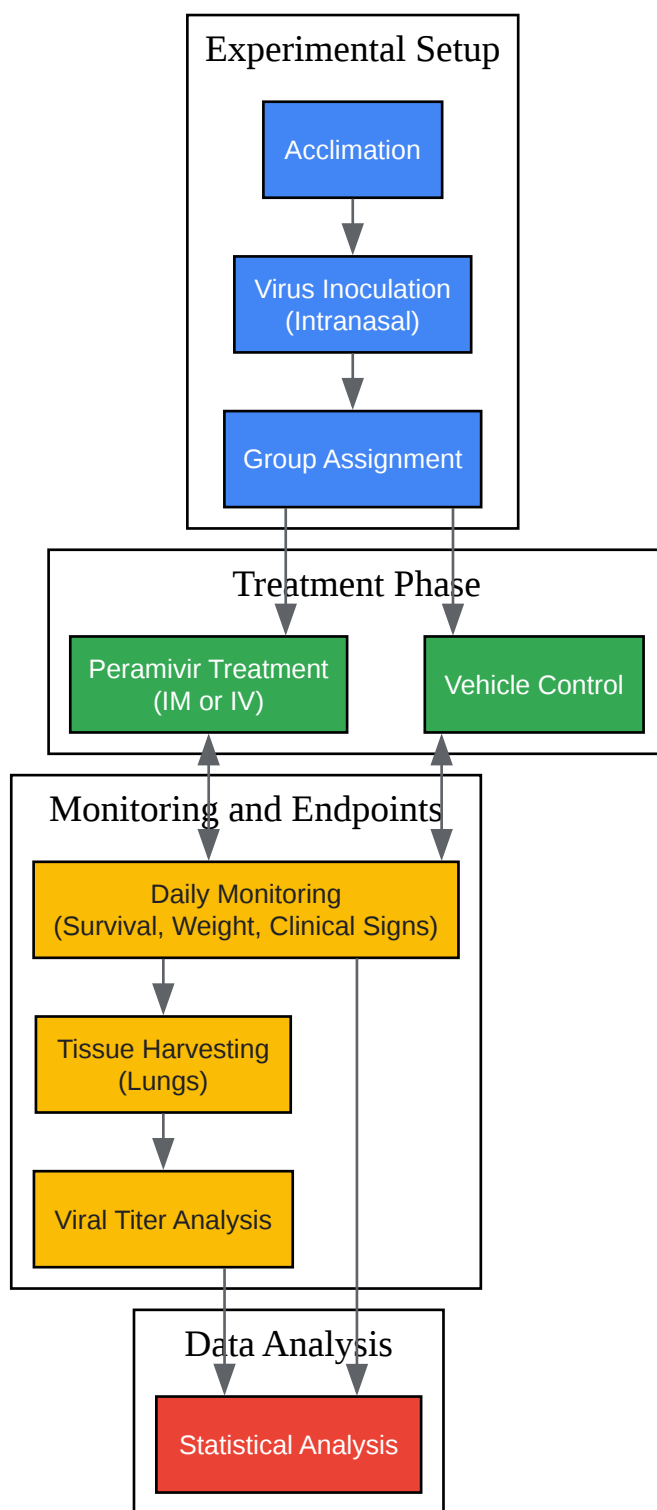 Experimental Setup
Acclimation
Virus Inoculation
(Intranasal)
Group Assignment
Treatment Phase
Peramivir Treatment
(IM or IV)
Vehicle Control
Monitoring and Endpoints
Daily Monitoring
(Survival, Weight, Clinical Signs)
Tissue Harvesting
(Lungs)
Viral Titer Analysis
Data Analysis
Statistical Analysis